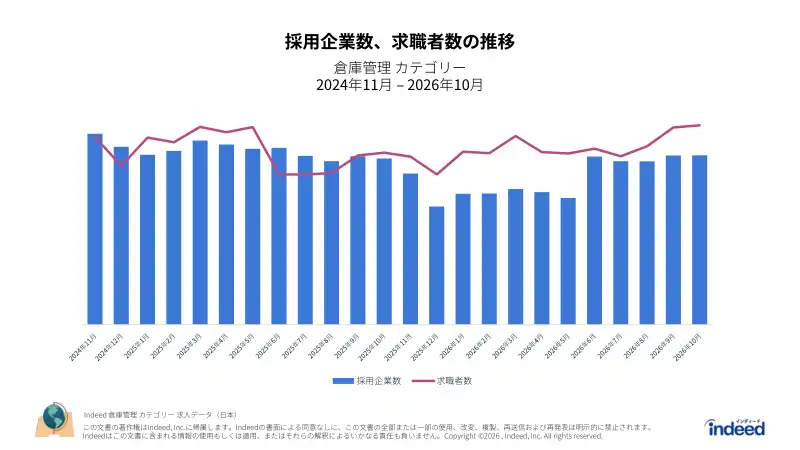 採用企業数、求職者数の推移
倉庫管理 カテゴリー
2024年11月 – 2026年10月
2024年11月
2024年12月
2025年1月
2025年2月
2025年3月
2025年4月
2025年5月
2025年6月
2025年7月
2025年8月
2025年9月
2025年10月
2025年11月
2025年12月
2026年1月
2026年2月
2026年3月
2026年4月
2026年5月
2026年6月
2026年7月
2026年8月
2026年9月
2026年10月
採用企業数 求職者数
Indeed 倉庫管理 カテゴリー 求人データ（日本）
この文書の著作権はIndeed, Inc.に帰属します。Indeedの書面による同意なしに、この文書の全部または一部の使用、改変、複製、再送信および再発表は明示的に禁止されます。
Indeedはこの文書に含まれる情報の使用もしくは適用、またはそれらの解釈によるいかなる責任も負いません。Copyright ©2026 , Indeed, Inc. All rights reserved.
インディード
indeed